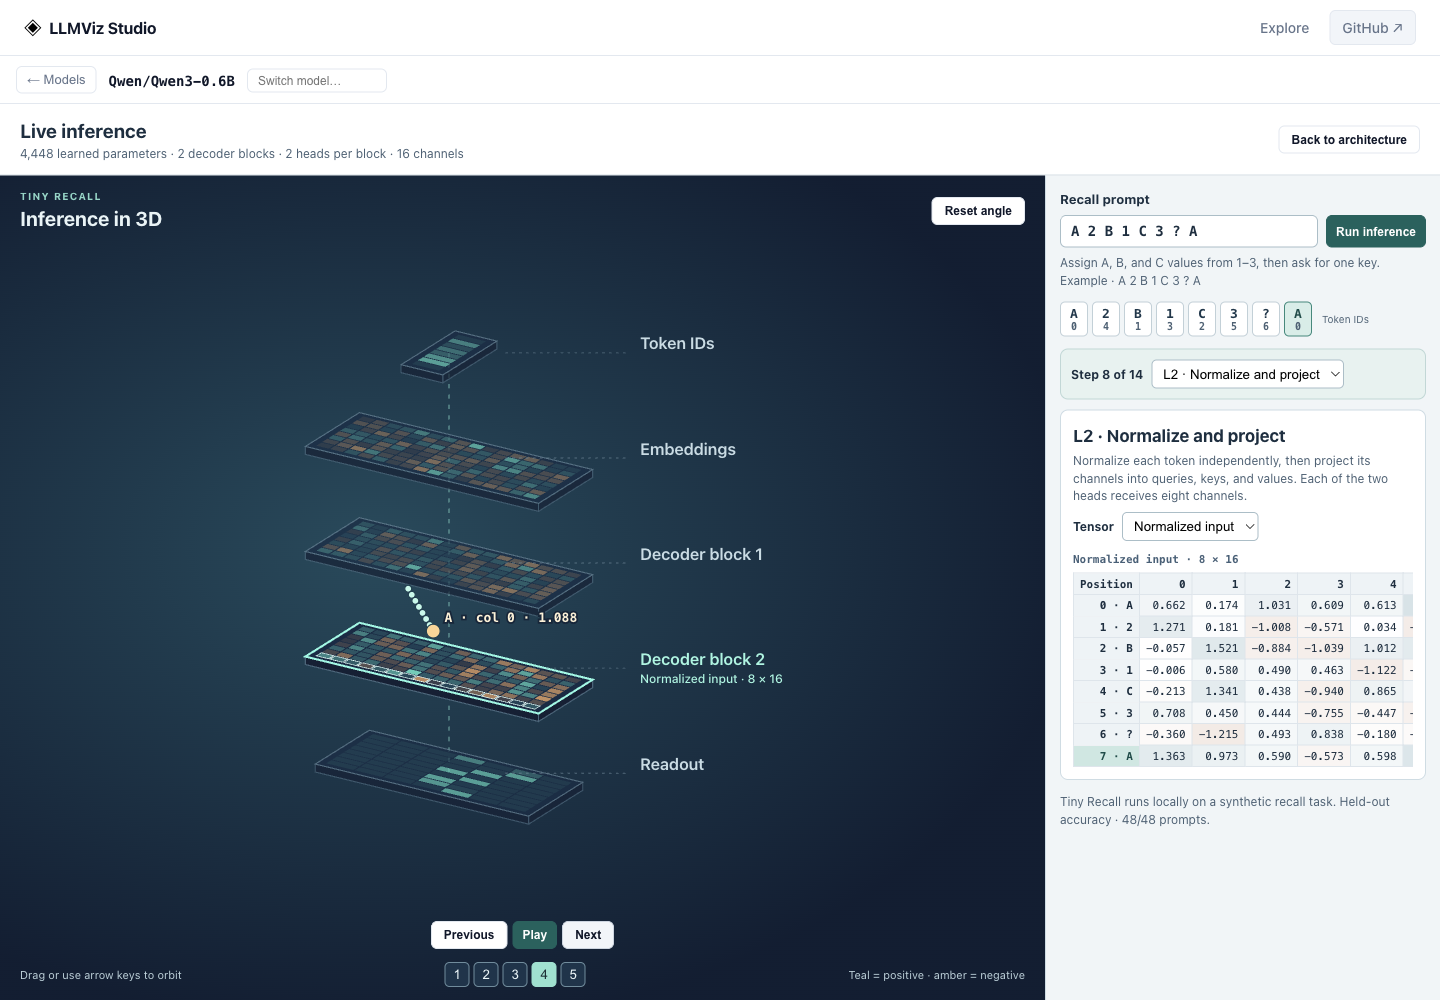 LLMViz Studio
Explore
GitHub ↗
← Models
Qwen/Qwen3-0.6B
Switch model...
Live inference
4,448 learned parameters · 2 decoder blocks · 2 heads per block · 16 channels
Back to architecture
TINY RECALL
Inference in 3D
Reset angle
Token IDs
Embeddings
Decoder block 1
A · col 0 · 1.088
Decoder block 2
Normalized input · 8 × 16
Readout
Previous
Play
Next
Drag or use arrow keys to orbit
1 2 3 4 5
Teal = positive · amber = negative
Recall prompt
A 2 B 1 C 3 ? A
Run inference
Assign A, B, and C values from 1–3, then ask for one key.
Example · A 2 B 1 C 3 ? A
A 2 B 1 C 3 ? A
0 4 1 3 2 5 6 0
Token IDs
Step 8 of 14
L2 · Normalize and project
L2 · Normalize and project
Normalize each token independently, then project its
channels into queries, keys, and values. Each of the two
heads receives eight channels.
Tensor
Normalized input
Normalized input · 8 × 16
Position 0 1 2 3 4
0 · A 0.662 0.174 1.031 0.609 0.613
1 · 2 1.271 0.181 −1.008 −0.571 0.034 −
2 · B −0.057 1.521 −0.884 −1.039 1.012
3 · 1 −0.006 0.580 0.490 0.463 −1.122 −
4 · C −0.213 1.341 0.438 −0.940 0.865
5 · 3 0.708 0.450 0.444 −0.755 −0.447 −
6 · ? −0.360 −1.215 0.493 0.838 −0.180 −
7 · A 1.363 0.973 0.590 −0.573 0.598
Tiny Recall runs locally on a synthetic recall task. Held-out
accuracy · 48/48 prompts.